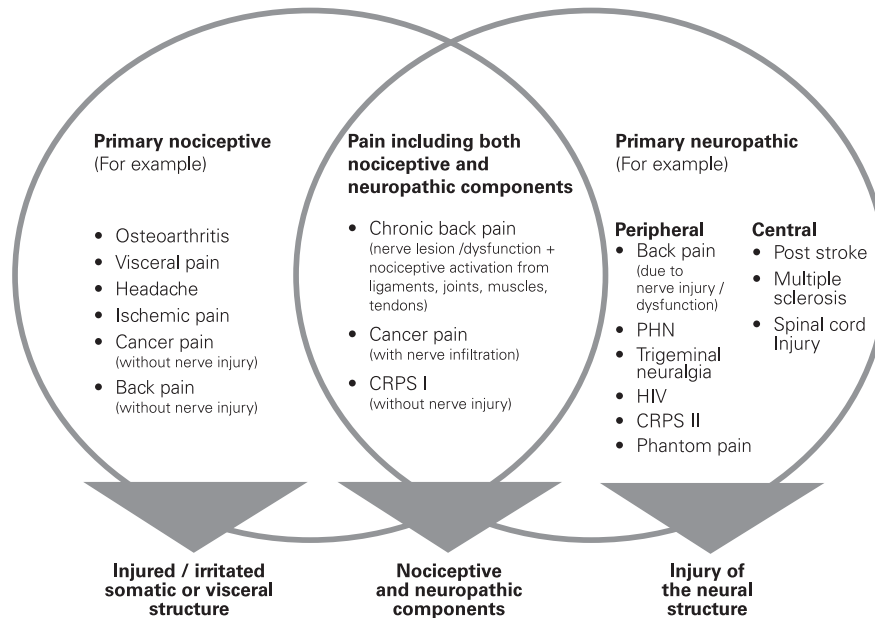 Primary nociceptive
(For example)
• Osteoarthritis
• Visceral pain
• Headache
• Ischemic pain
• Cancer pain
(without nerve injury)
• Back pain
(without nerve injury)
Injured / irritated
somatic or visceral
structure
Pain including both
nociceptive and
neuropathic components
• Chronic back pain
(nerve lesion /dysfunction +
nociceptive activation from
ligaments, joints, muscles,
tendons)
• Cancer pain
(with nerve infiltration)
• CRPS I
(without nerve injury)
Nociceptive
and neuropathic
components
Primary neuropathic
(For example)
Peripheral
• Back pain
(due to
nerve injury /
dysfunction)
• PHN
• Trigeminal
neuralgia
• HIV
• CRPS II
• Phantom pain
Central
• Post stroke
• Multiple
sclerosis
• Spinal cord
Injury
Injury of
the neural
structure